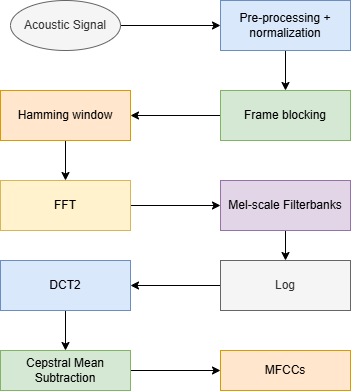 Acoustic Signal
Pre-processing +
normalization
Frame blocking
Hamming window
FFT
Mel-scale Filterbanks
Log
DCT2
Cepstral Mean
Subtraction
MFCCs